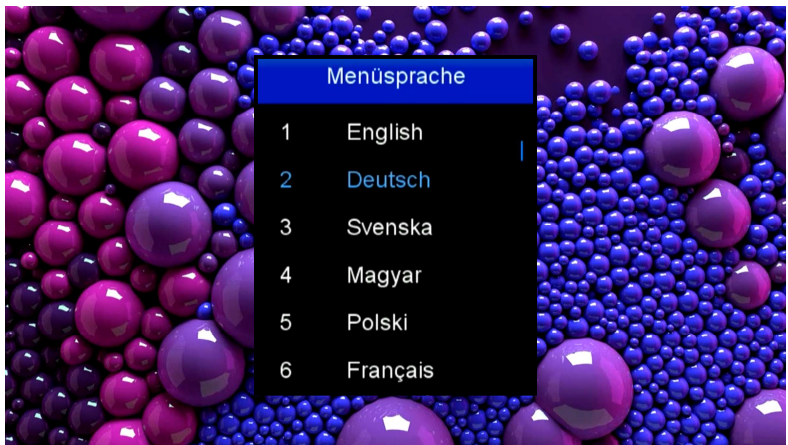 Menüsprache
1 English
2 Deutsch
3 Svenska
4 Magyar
5 Polski
6 Français